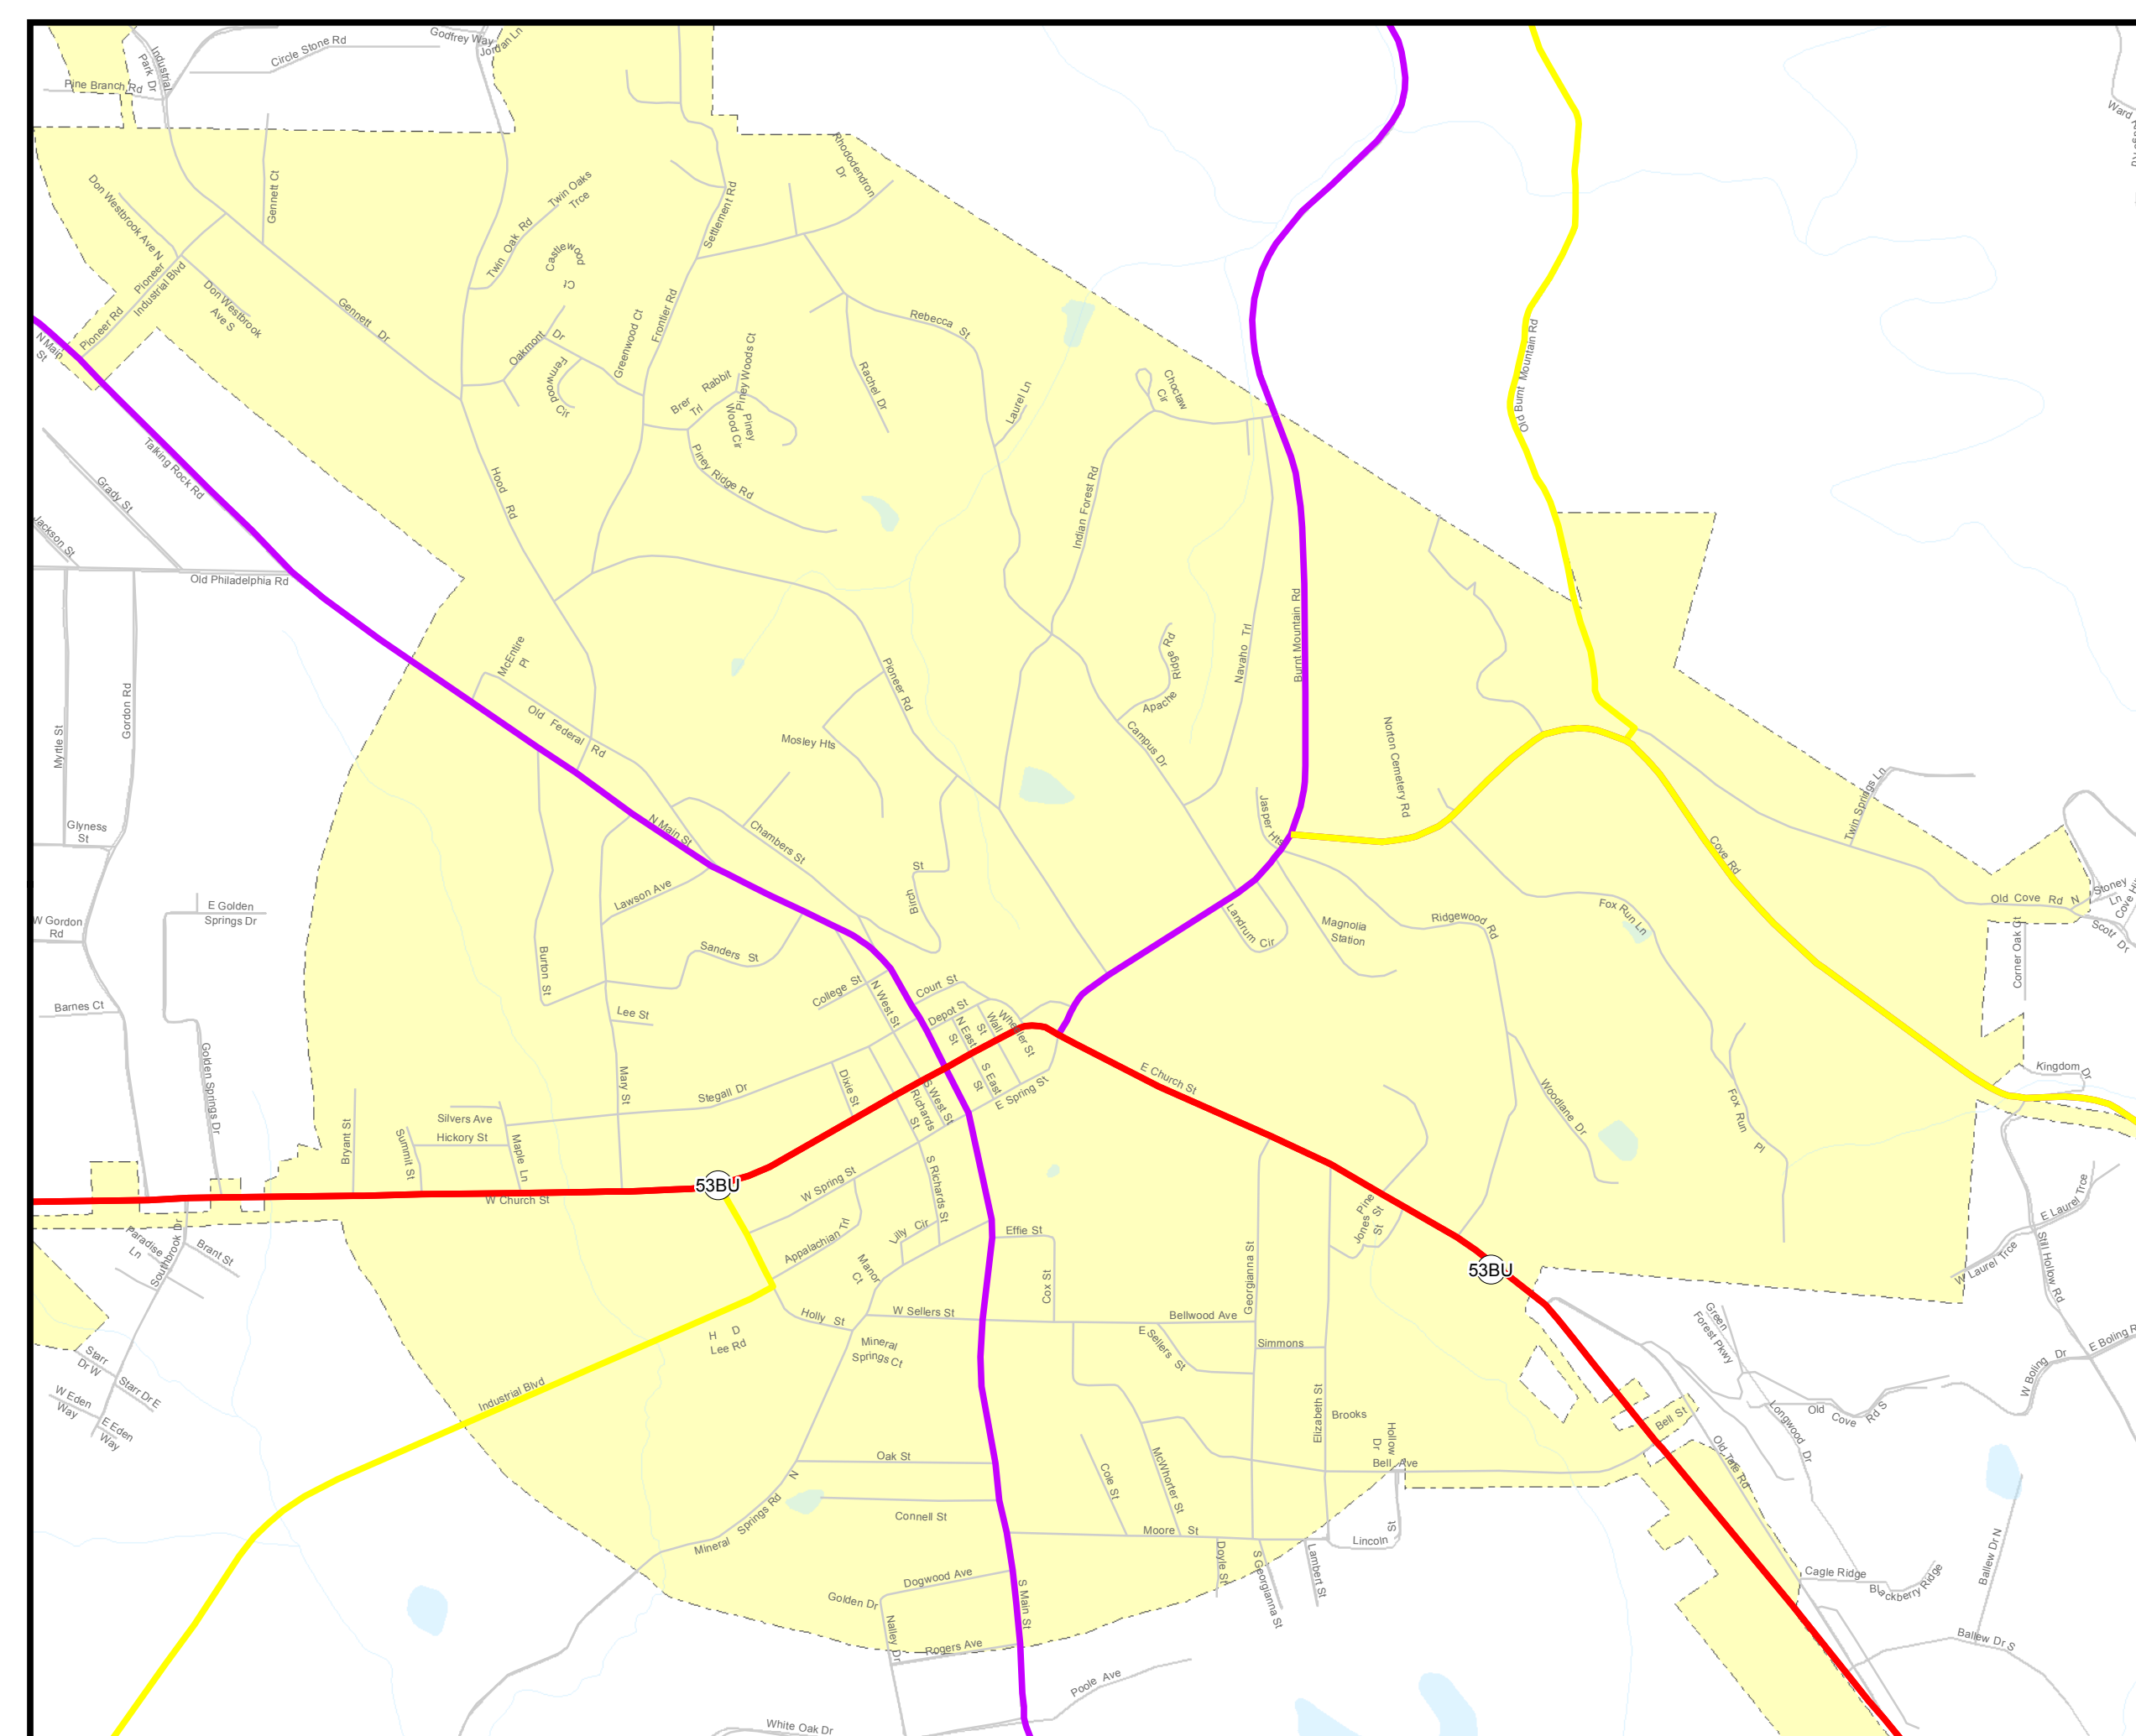 Circle Stone Rd
Godfrey Way
Jordan Ln
Industrial
Park Dr
Pine Branch Rd
Ward
Rhododendron
Dr
Gennett Ct
Don Westbrook Ave N
Twin Oaks
Trce
Twin Oak Rd
Settlement Rd
Castlewood
Ct
Pioneer
Industrial Blvd
Don Westbrook
Ave S
Pioneer Rd
N Main
St
Gennett Dr
Oakmont Dr
Fernwood Cir
Greenwood Ct
Frontier Rd
Rebecca St
Old Burnt Mountain Rd
Brer Rabbit
Trl
Piney Woods Ct
Piney
Wood Cir
Rachel Dr
Laurel Ln
Choctaw
Cir
Talking Rock Rd
Grady St
Jackson St
Hood Rd
Piney Ridge Rd
Indian Forest Rd
Old Philadelphia Rd
McEntire
Pl
Gordon Rd
Myrtle St
Old Federal Rd
Pioneer Rd
Mosley Hts
Apache
Ridge Rd
Campus Dr
Navaho Trl
Burnt Mountain Rd
Norton Cemetery Rd
Glyness
St
N Main St
Chambers St
Jasper Hts
Cove Rd
Twin Springs Ln
E Golden
Springs Dr
W Gordon
Rd
Lawson Ave
Birch
St
Landrum Cir
Magnolia
Station
Ridgewood Rd
Fox Run Ln
Old Cove Rd N
Stoney
Ln
Scott Dr
Corner Oak Ct
Burton St
Sanders St
College St
N West St
Court St
Depot St
N East
St
Wall
St
Wheeler St
Barnes Ct
Lee St
Golden Springs Dr
Mary St
Stegall Dr
Dixie St
S West St
Richards
St
S East
St
E Spring St
E Church St
Woodlane Dr
Fox Run Pl
Kingdom Dr
Bryant St
Silvers Ave
Hickory St
Summit St
Maple Ln
W Church St
53BU
W Spring St
S Richards St
Appalachian Trl
Lilly Cir
Manor
Ct
Effie St
Cox St
Georgianna St
Pine
St
Jones
St
53BU
E Laurel Trce
W Laurel Trce
Still Hollow Rd
Paradise
Ln
Southbrook Dr
Brant St
Holly St
H D
Lee Rd
W Sellers St
Mineral
Springs Ct
Bellwood Ave
E Sellers St
Simmons
Green
Forest Pkwy
W Boling Dr
E Boling R
Starr
Dr W
Starr Dr E
W Eden
Way
E Eden
Way
Industrial Blvd
Elizabeth St
Brooks
Hollow
Dr
Bell Ave
Bell St
Old Tate Rd
Longwood Dr
Old Cove Rd S
Oak St
Cole St
McWhorter St
Mineral Springs Rd N
Connell St
Moore St
Doyle St
S Georgianna St
Lambert St
Lincoln
St
Dogwood Ave
Golden Dr
Nalley Dr
S Main St
Rogers Ave
Poole Ave
White Oak Dr
Cagle Ridge
Blackberry Ridge
Ballew Dr N
Ballew Dr S